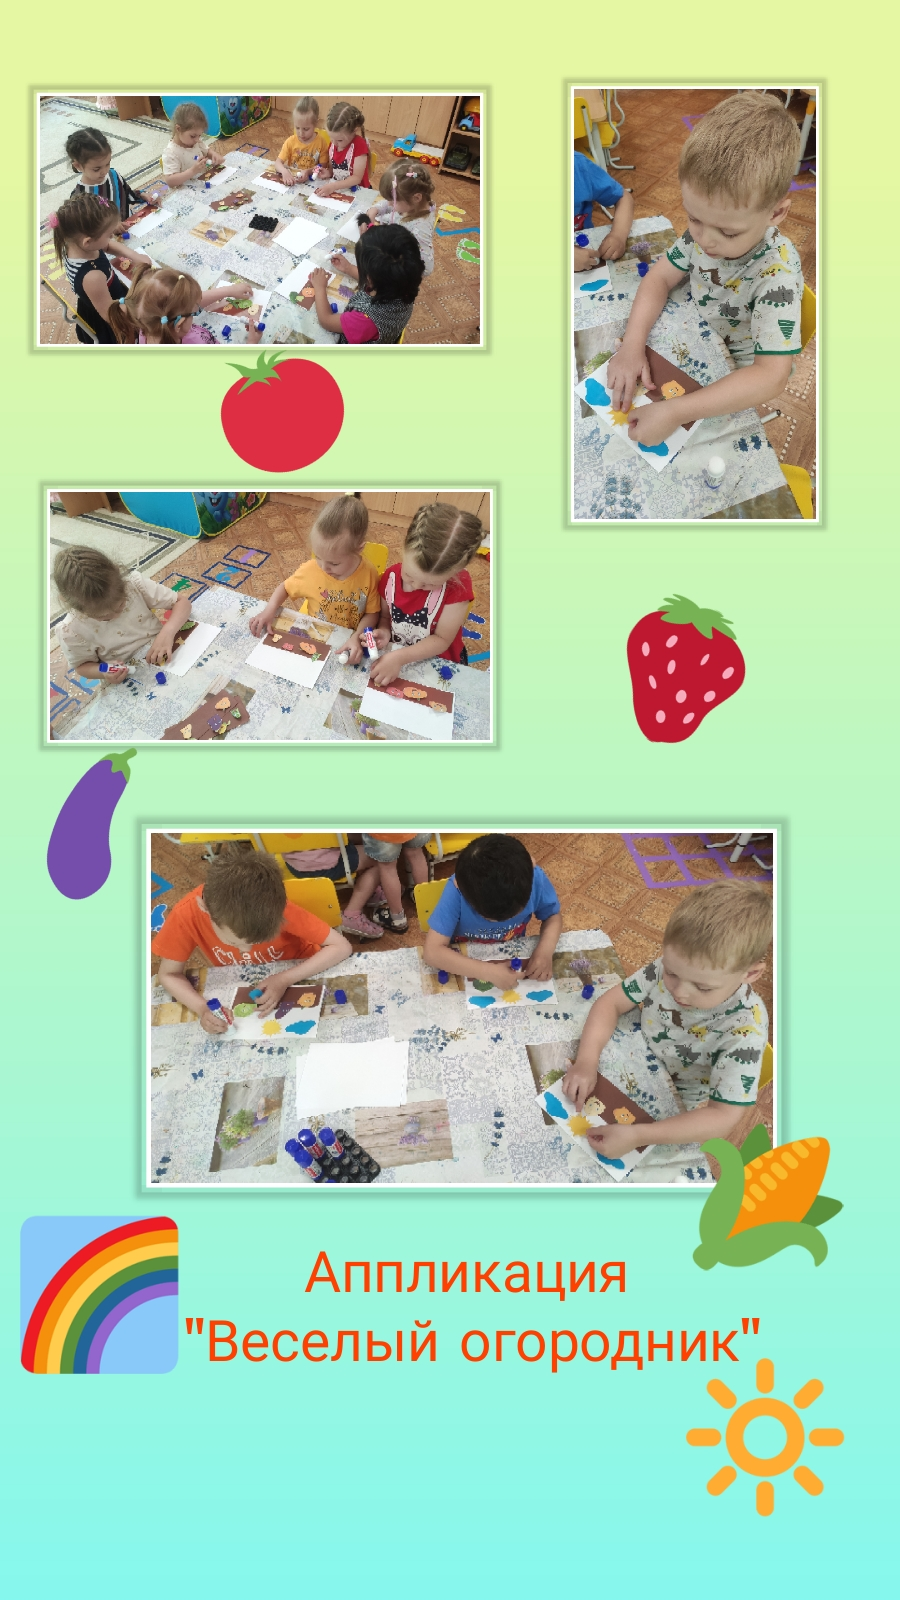 Аппликация
"Веселый огородник"